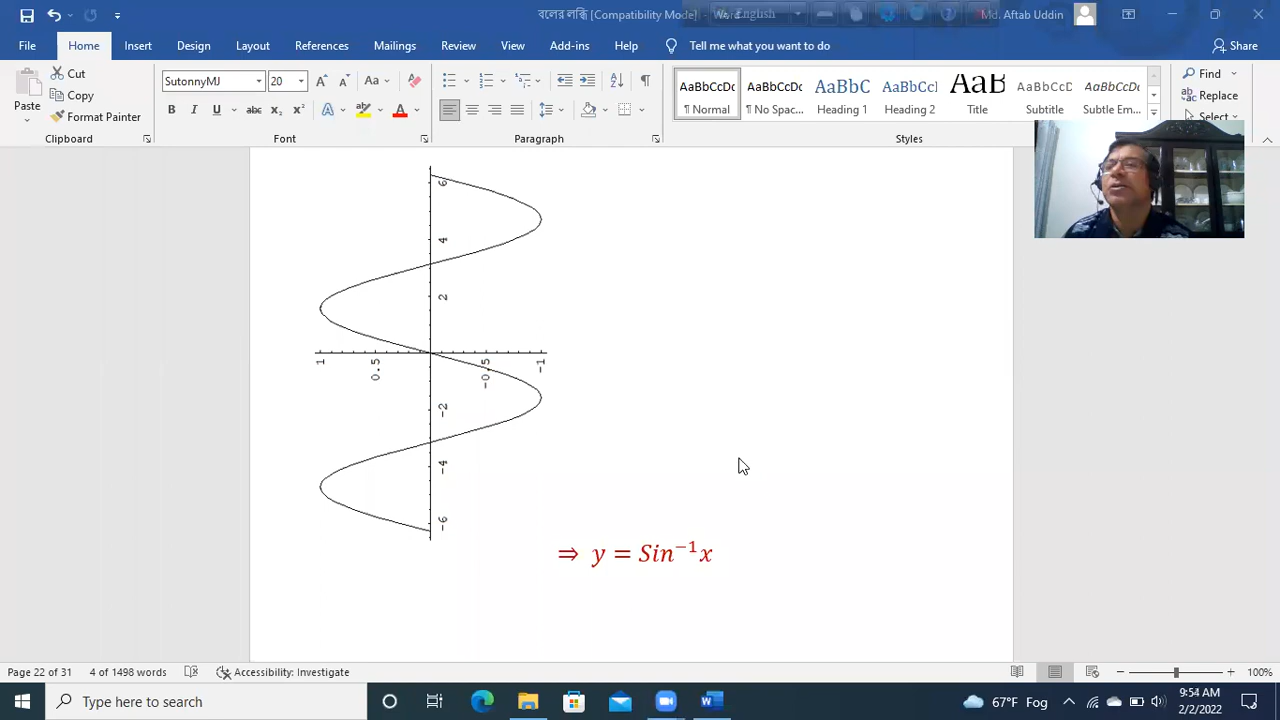 বলের লব্ধি [Compatibility Mode] - Word
English
Md. Aftab Uddin
File Home Insert Design Layout References Mailings Review View Add-ins Help Tell me what you want to do Share
Cut
Copy
Format Painter
Paste
Clipboard
SutonnyMJ 20
Font
Paragraph
AaBbCcDc AaBbCcDc AaBbC AaBbCcL AaB AaBbCcD AaBbCcDc
¶ Normal ¶ No Spac... Heading 1 Heading 2 Title Subtitle Subtle Em...
Styles
Find
Replace
Select
6
4
2
1 0.5 -0.5 -1
-2
-4
-6
⇒ y = Sin⁻¹x
Page 22 of 31 4 of 1498 words Accessibility: Investigate 100%
Type here to search
67°F Fog
9:54 AM
2/2/2022